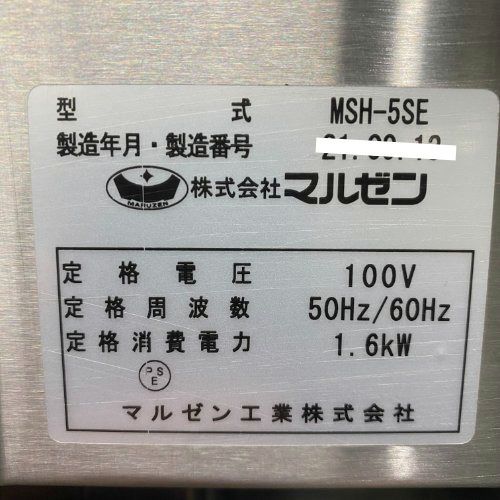 型式 MSH-5SE
製造年月・製造番号
MARUZEN 株式会社マルゼン
定格電圧 100V
定格周波数 50Hz/60Hz
定格消費電力 1.6kW
PSE
マルゼン工業株式会社